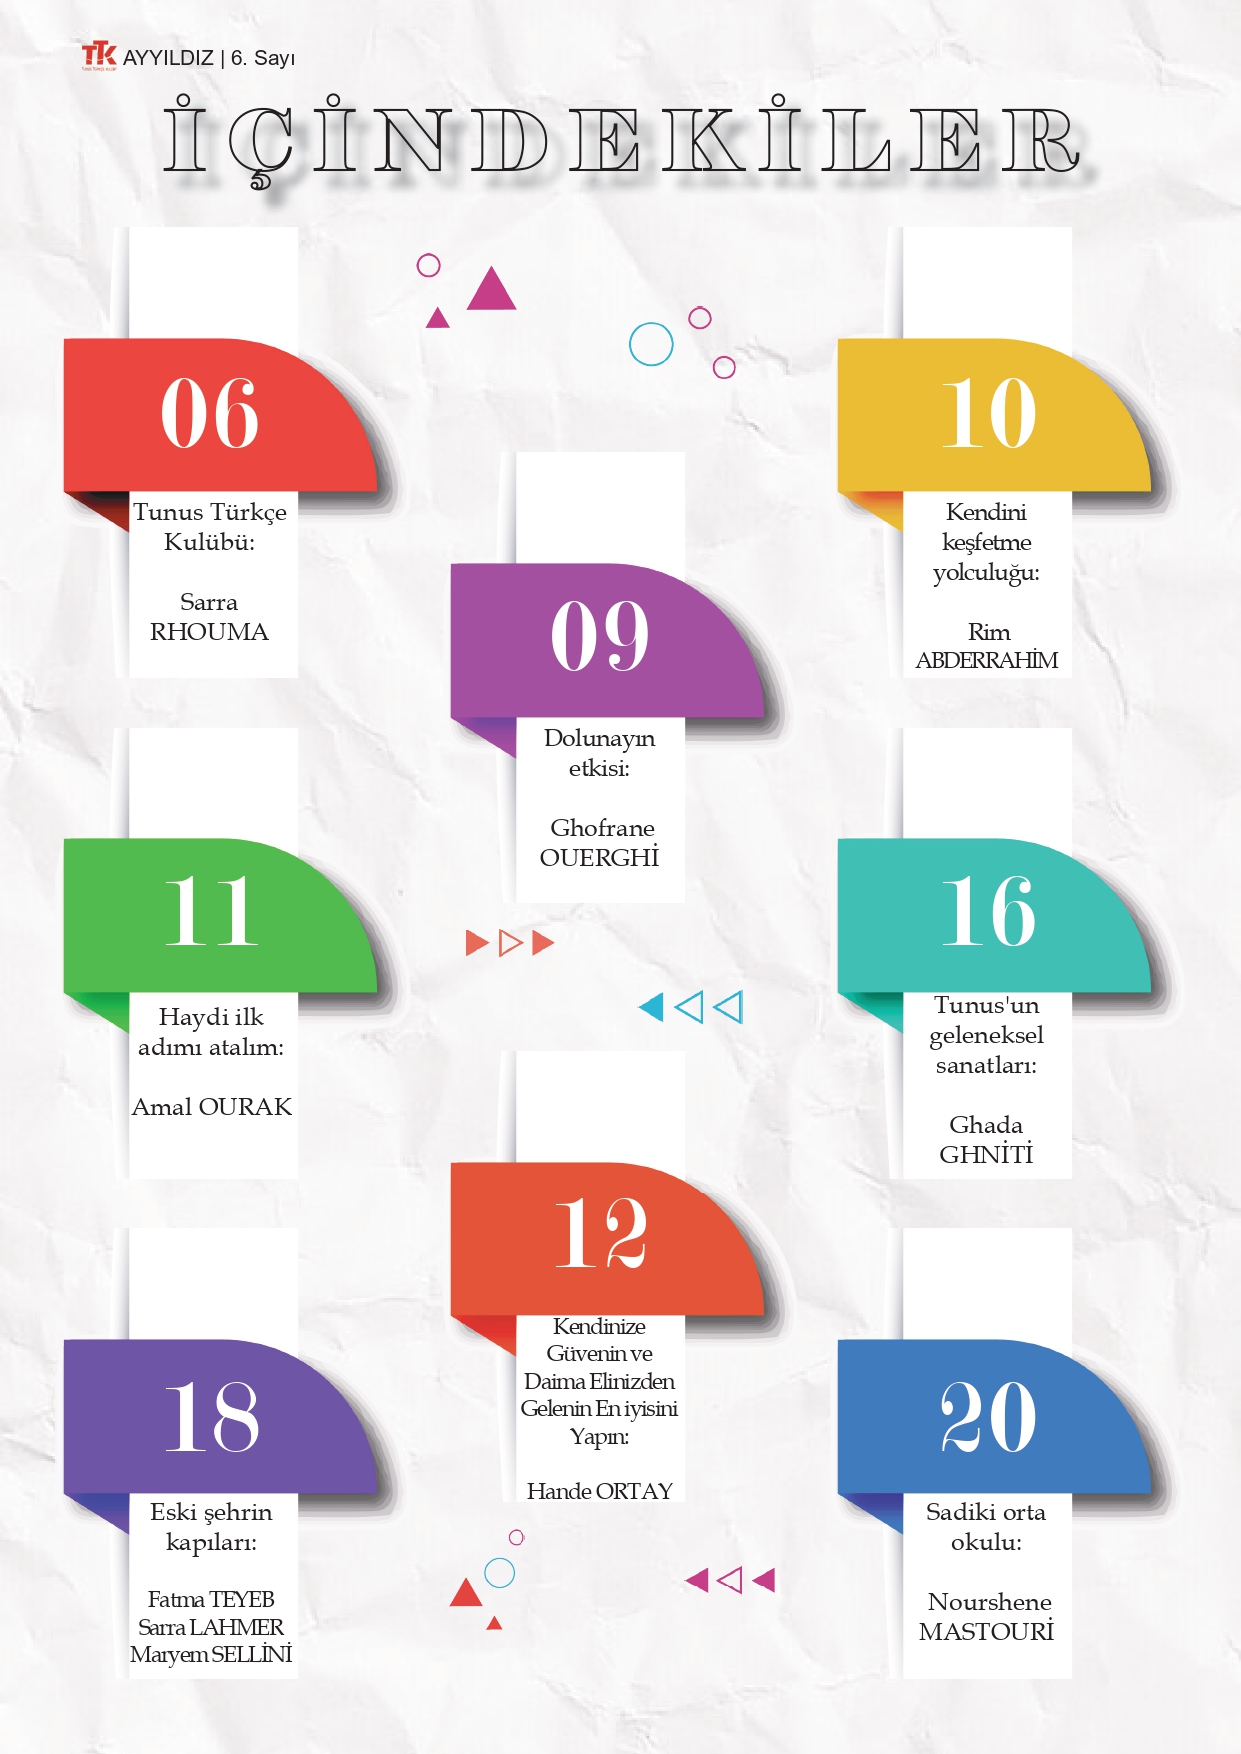 TTK AYYILDIZ | 6. Sayı
İÇİNDEKİLER
06
Tunus Türkçe
Kulübü:
Sarra
RHOUMA
09
Dolunayın
etkisi:
Ghofrane
OUERGHİ
10
Kendini
keşfetme
yolculuğu:
Rim
ABDERRAHİM
11
Haydi ilk
adımı atalım:
Amal OURAK
12
Kendinize
Güvenin ve
Daima Elinizden
Gelenin En iyisini
Yapın:
Hande ORTAY
16
Tunus'un
geleneksel
sanatları:
Ghada
GHNİTİ
18
Eski şehrin
kapıları:
Fatma TEYEB
Sarra LAHMER
Maryem SELLİNİ
20
Sadiki orta
okulu:
Nourshene
MASTOURİ